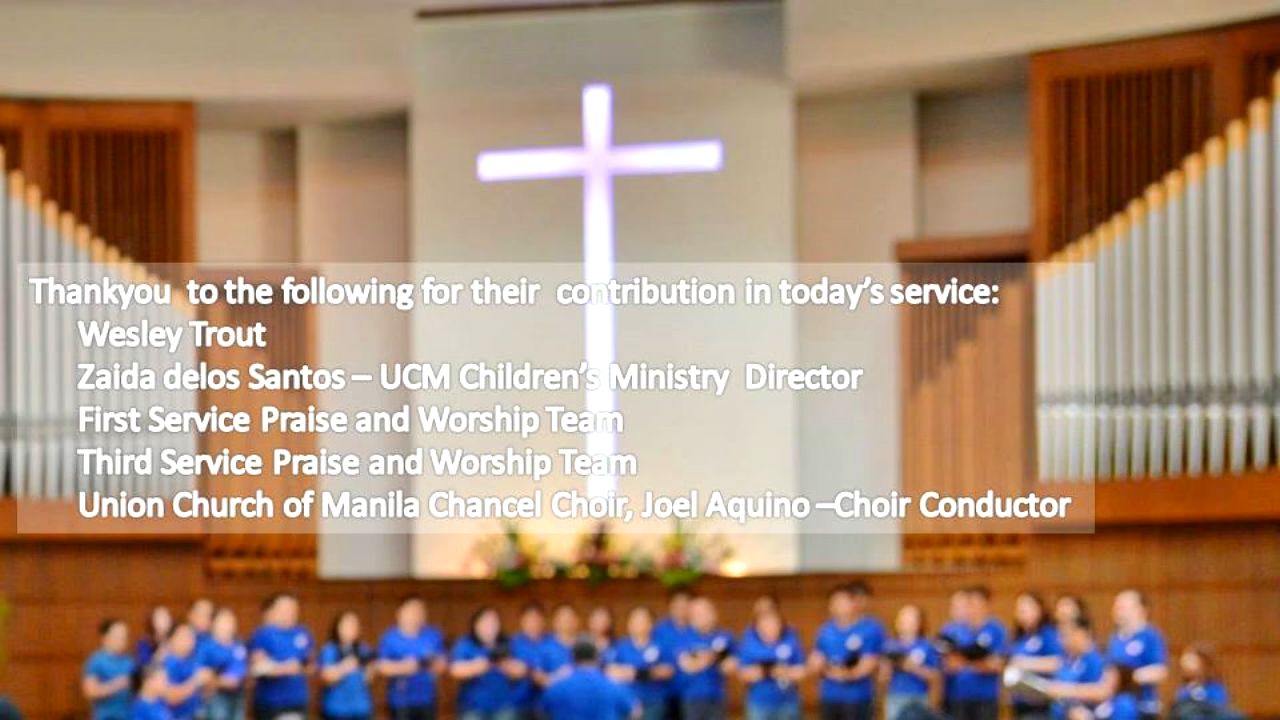 Thankyou to the following for their contribution in today’s service:
Wesley Trout
Zaida delos Santos – UCM Children’s Ministry Director
First Service Praise and Worship Team
Third Service Praise and Worship Team
Union Church of Manila Chancel Choir, Joel Aquino –Choir Conductor